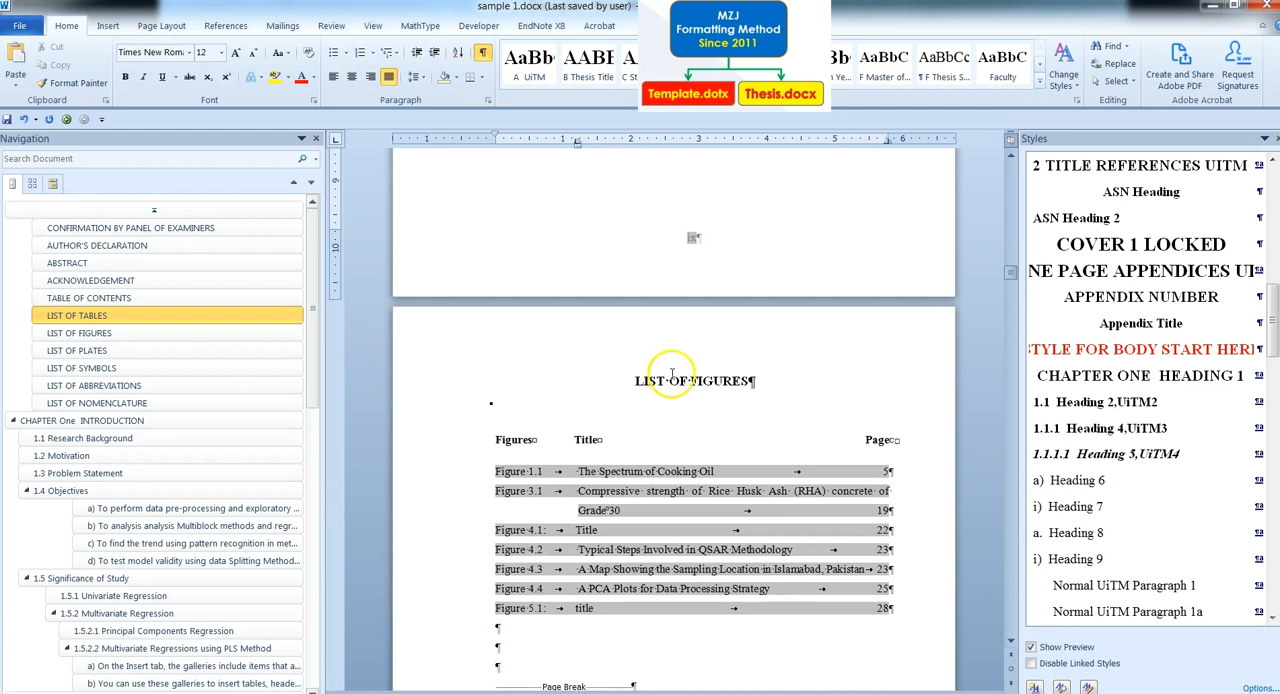 sample 1.docx (Last saved by user) -
MZJ
Formatting Method
Since 2011
Template.dotx
Thesis.docx
File
Home
Insert
Page Layout
References
Mailings
Review
View
MathType
Developer
EndNote X8
Acrobat
Paste
Cut
Copy
Format Painter
Clipboard
Times New Rom
12
Font
Paragraph
AaBb
A UiTM
AABB
B Thesis Title
AaBbC
F Master of...
AaBbCc
¶ F Thesis S...
AaBbC
Faculty
Change
Styles
Find
Replace
Select
Editing
Create and Share
Adobe PDF
Request
Signatures
Adobe Acrobat
Navigation
Search Document
CONFIRMATION BY PANEL OF EXAMINERS
AUTHOR'S DECLARATION
ABSTRACT
ACKNOWLEDGEMENT
TABLE OF CONTENTS
LIST OF TABLES
LIST OF FIGURES
LIST OF PLATES
LIST OF SYMBOLS
LIST OF ABBREVIATIONS
LIST OF NOMENCLATURE
CHAPTER One INTRODUCTION
1.1 Research Background
1.2 Motivation
1.3 Problem Statement
1.4 Objectives
a) To perform data pre-processing and exploratory ...
b) To analysis analysis Multiblock methods and regr...
c) To find the trend using pattern recognition in met...
d) To test model validity using data Splitting Method...
1.5 Significance of Study
1.5.1 Univariate Regression
1.5.2 Multivariate Regression
1.5.2.1 Principal Components Regression
1.5.2.2 Multivariate Regressions using PLS Method
a) On the Insert tab, the galleries include items that a...
b) You can use these galleries to insert tables, heade...
LIST OF FIGURES¶
Figures Title Page
Figure 1.1 The Spectrum of Cooking Oil 5¶
Figure 3.1 Compressive strength of Rice Husk Ash (RHA) concrete of
Grade 30 19¶
Figure 4.1: Title 22¶
Figure 4.2 Typical Steps Involved in QSAR Methodology 23¶
Figure 4.3 A Map Showing the Sampling Location in Islamabad, Pakistan 23¶
Figure 4.4 A PCA Plots for Data Processing Strategy 25¶
Figure 5.1: title 28¶
¶
¶
¶
Page Break ¶
Styles
2 TITLE REFERENCES UITM
ASN Heading
ASN Heading 2
COVER 1 LOCKED
NE PAGE APPENDICES UI
APPENDIX NUMBER
Appendix Title
STYLE FOR BODY START HERE
CHAPTER ONE HEADING 1
1.1 Heading 2,UiTM2
1.1.1 Heading 4,UiTM3
1.1.1.1 Heading 5,UiTM4
a) Heading 6
i) Heading 7
a. Heading 8
i) Heading 9
Normal UiTM Paragraph 1
Normal UiTM Paragraph 1a
Show Preview
Disable Linked Styles
Options...